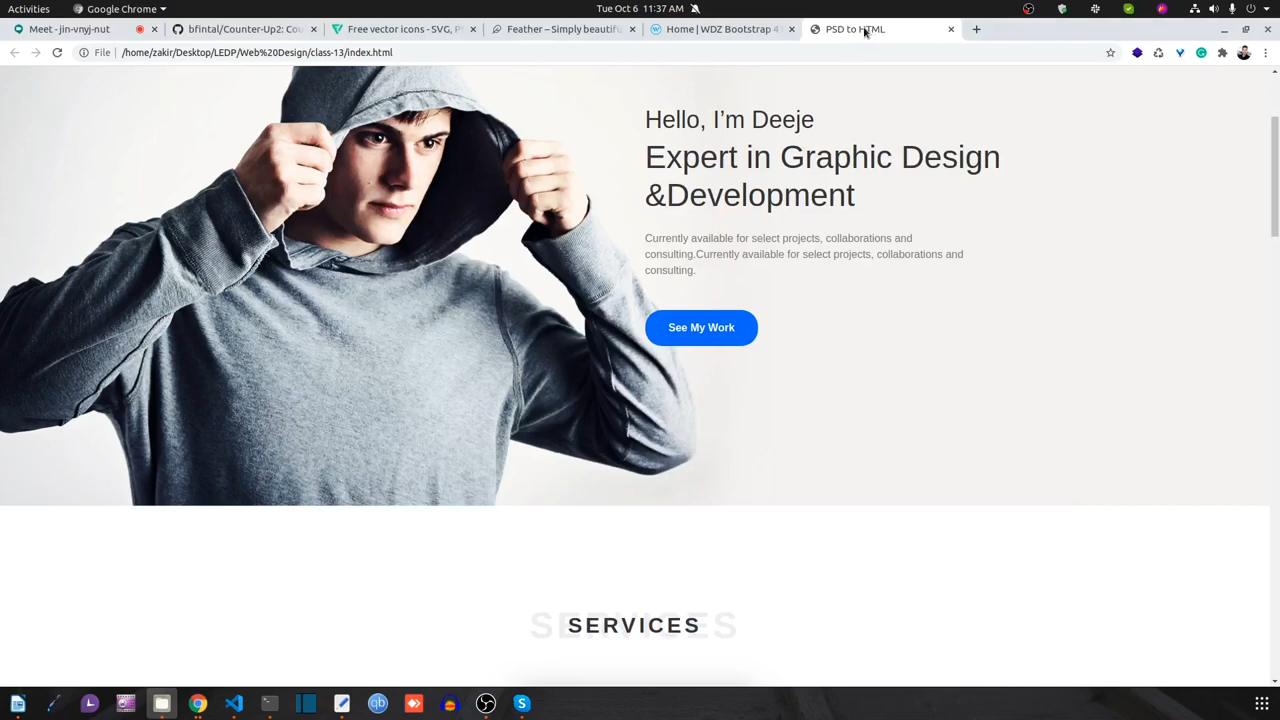 Activities
Google Chrome
Tue Oct 6 11:37 AM
Meet - jin-vnyj-nut
bfintal/Counter-Up2: Cou
Free vector icons - SVG, P
Feather – Simply beautifu
Home | WDZ Bootstrap 4
PSD to HTML
File
/home/zakir/Desktop/LEDP/Web%20Design/class-13/index.html
Hello, I’m Deeje
Expert in Graphic Design
&Development
Currently available for select projects, collaborations and
consulting.Currently available for select projects, collaborations and
consulting.
See My Work
SERVICES
SERVICES